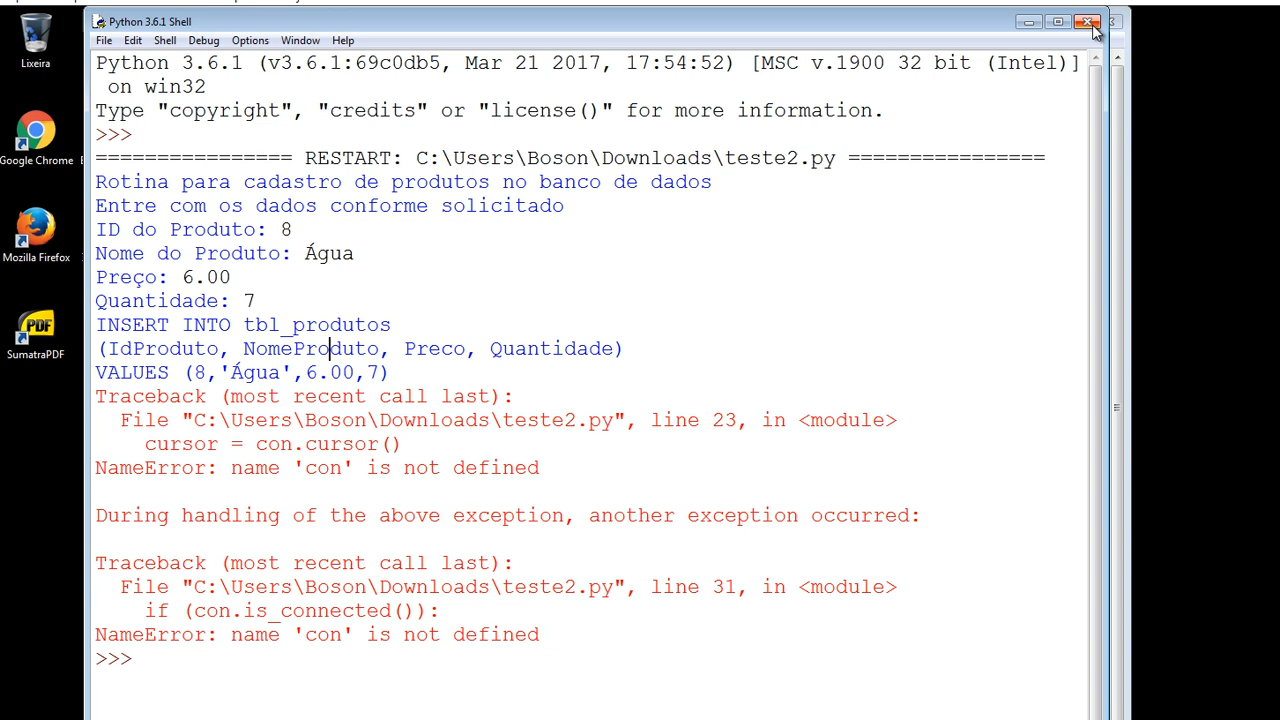 Python 3.6.1 Shell
File Edit Shell Debug Options Window Help
Python 3.6.1 (v3.6.1:69c0db5, Mar 21 2017, 17:54:52) [MSC v.1900 32 bit (Intel)]
on win32
Type "copyright", "credits" or "license()" for more information.
>>>
================ RESTART: C:\Users\Boson\Downloads\teste2.py ================
Rotina para cadastro de produtos no banco de dados
Entre com os dados conforme solicitado
ID do Produto: 8
Nome do Produto: Água
Preço: 6.00
Quantidade: 7
INSERT INTO tbl_produtos
(IdProduto, NomeProduto, Preco, Quantidade)
VALUES (8,'Água',6.00,7)
Traceback (most recent call last):
File "C:\Users\Boson\Downloads\teste2.py", line 23, in <module>
cursor = con.cursor()
NameError: name 'con' is not defined
During handling of the above exception, another exception occurred:
Traceback (most recent call last):
File "C:\Users\Boson\Downloads\teste2.py", line 31, in <module>
if (con.is_connected()):
NameError: name 'con' is not defined
>>>
Lixeira
Google Chrome
Mozilla Firefox
PDF
SumatraPDF